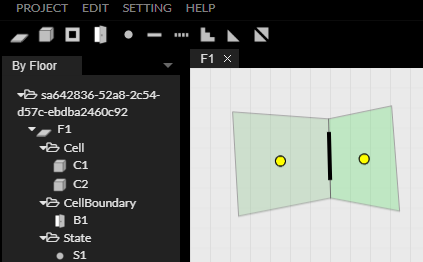 PROJECT EDIT SETTING HELP
By Floor
F1
sa642836-52a8-2c54-
d57c-ebdba2460c92
F1
Cell
C1
C2
CellBoundary
B1
State
S1